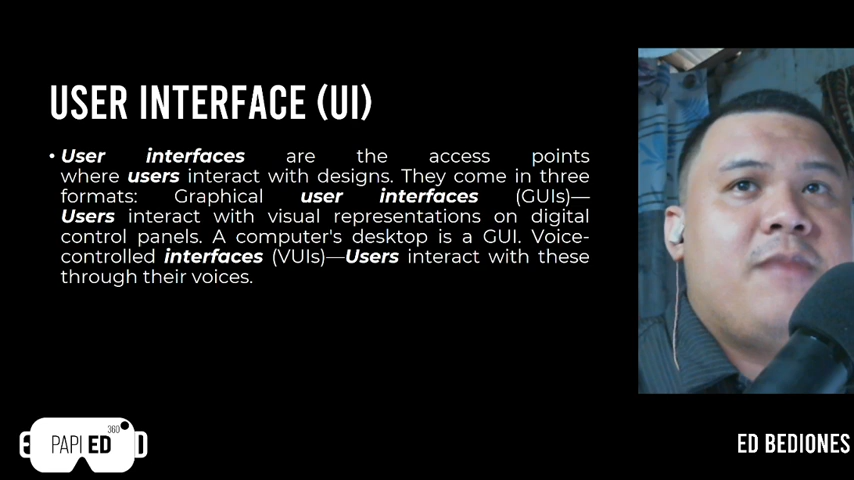 USER INTERFACE (UI)
• User interfaces are the access points
where users interact with designs. They come in three
formats: Graphical user interfaces (GUIs)—
Users interact with visual representations on digital
control panels. A computer's desktop is a GUI. Voice-
controlled interfaces (VUIs)—Users interact with these
through their voices.
360
PAPI ED
ED BEDIONES